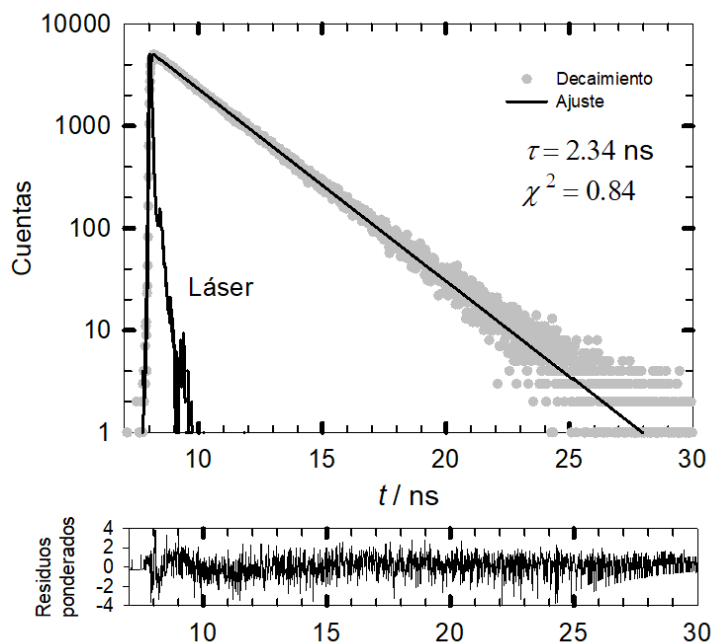 10000
1000
100
10
1
Cuentas
Decaimiento
Ajuste
τ = 2.34 ns
χ² = 0.84
Láser
10 15 20 25 30
t / ns
Residuos
ponderados
4
2
0
-2
-4
10 15 20 25 30